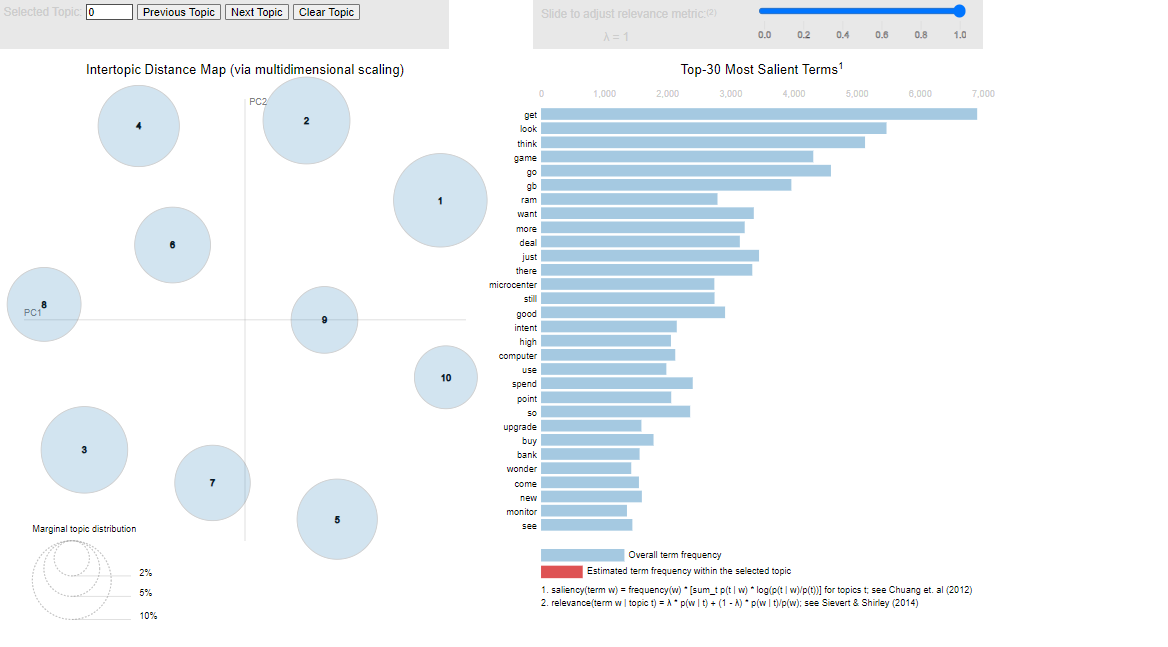 Selected Topic: 0 Previous Topic Next Topic Clear Topic
Slide to adjust relevance metric:(2)
λ = 1
0.0 0.2 0.4 0.6 0.8 1.0
Intertopic Distance Map (via multidimensional scaling)
PC2
PC1
4
2
1
6
8
9
10
3
7
5
Marginal topic distribution
2%
5%
10%
Top-30 Most Salient Terms1
0 1,000 2,000 3,000 4,000 5,000 6,000 7,000
get
look
think
game
go
gb
ram
want
more
deal
just
there
microcenter
still
good
intent
high
computer
use
spend
point
so
upgrade
buy
bank
wonder
come
new
monitor
see
Overall term frequency
Estimated term frequency within the selected topic
1. saliency(term w) = frequency(w) * [sum_t p(t | w) * log(p(t | w)/p(t))] for topics t; see Chuang et. al (2012)
2. relevance(term w | topic t) = λ * p(w | t) + (1 - λ) * p(w | t)/p(w); see Sievert & Shirley (2014)